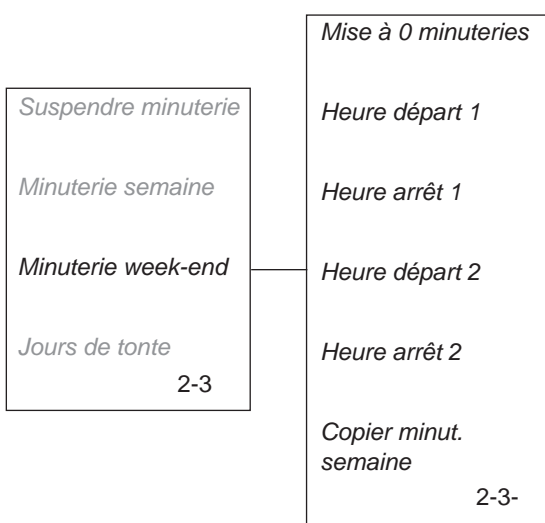 Suspendre minuterie
Minuterie semaine
Minuterie week-end
Jours de tonte
2-3
Mise à 0 minuteries
Heure départ 1
Heure arrêt 1
Heure départ 2
Heure arrêt 2
Copier minut.
semaine
2-3-